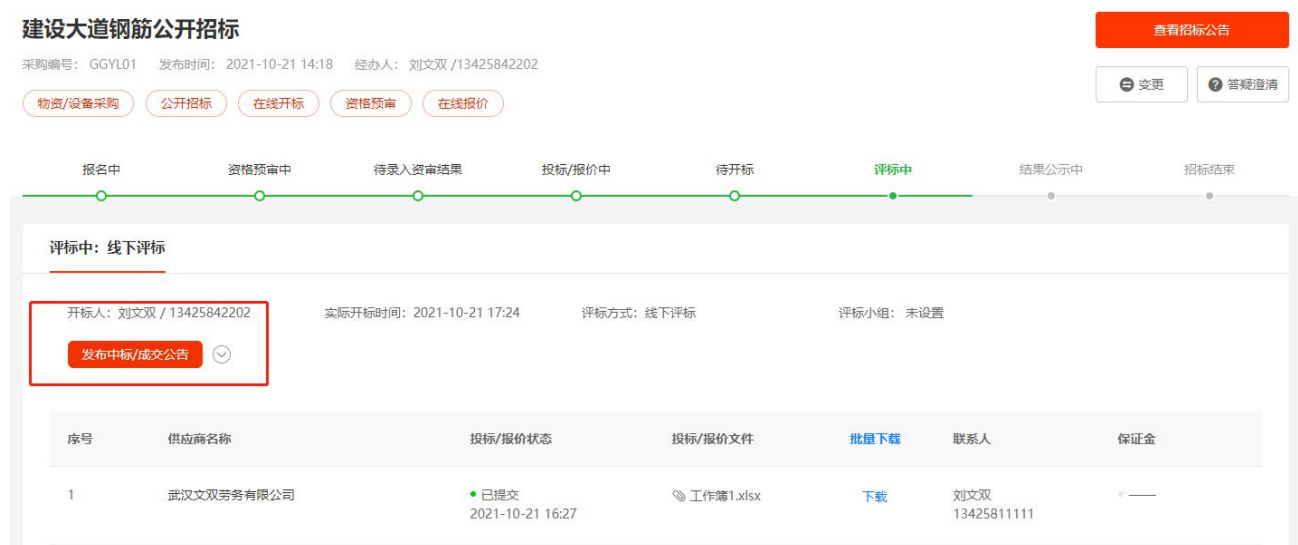 建设大道钢筋公开招标
查看招标公告
采购编号： GGYL01 发布时间： 2021-10-21 14:18 经办人： 刘文双 /13425842202
变更 答疑澄清
物资/设备采购 公开招标 在线开标 资格预审 在线报价
报名中 资格预审中 待录入资审结果 投标/报价中 待开标 评标中 结果公示中 招标结束
评标中：线下评标
开标人：刘文双 / 13425842202 实际开标时间：2021-10-21 17:24 评标方式：线下评标 评标小组： 未设置
发布中标/成交公告
序号 供应商名称 投标/报价状态 投标/报价文件 批量下载 联系人 保证金
1 武汉文双劳务有限公司 已提交 工作簿1.xlsx 下载 刘文双 ——
2021-10-21 16:27 13425811111